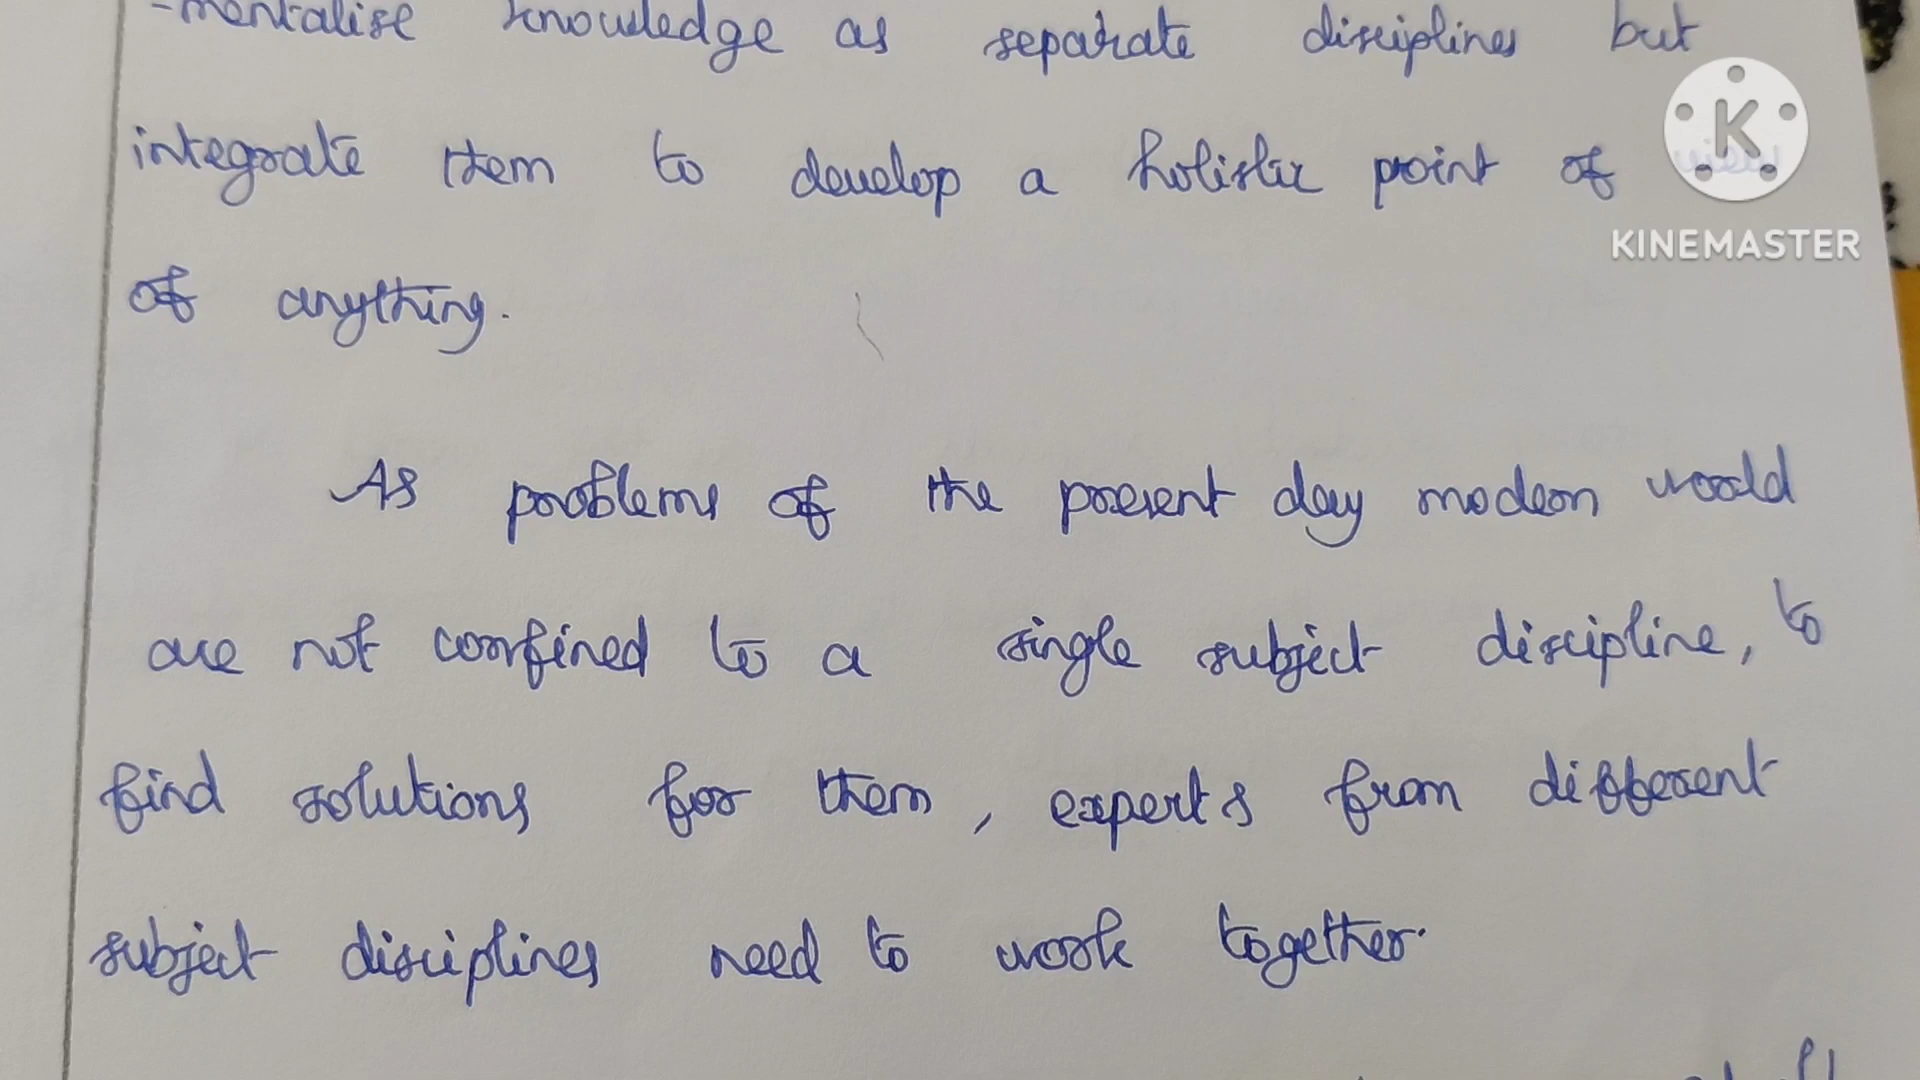 -mentalise knowledge as separate disciplines but
integrate them to develop a holistic point of view
K
KINEMASTER
of anything.
As problems of the present day modern world
are not confined to a single subject discipline, to
find solutions for them, experts from different
subject disciplines need to work together.